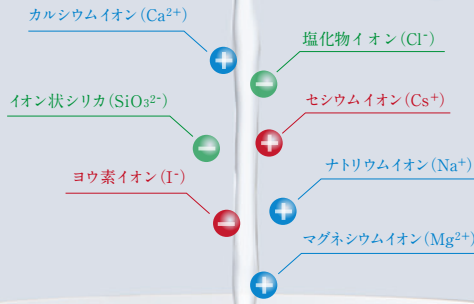 カルシウムイオン(Ca²⁺)
塩化物イオン(Cl⁻)
イオン状シリカ(SiO₃²⁻)
セシウムイオン(Cs⁺)
ヨウ素イオン(I⁻)
ナトリウムイオン(Na⁺)
マグネシウムイオン(Mg²⁺)